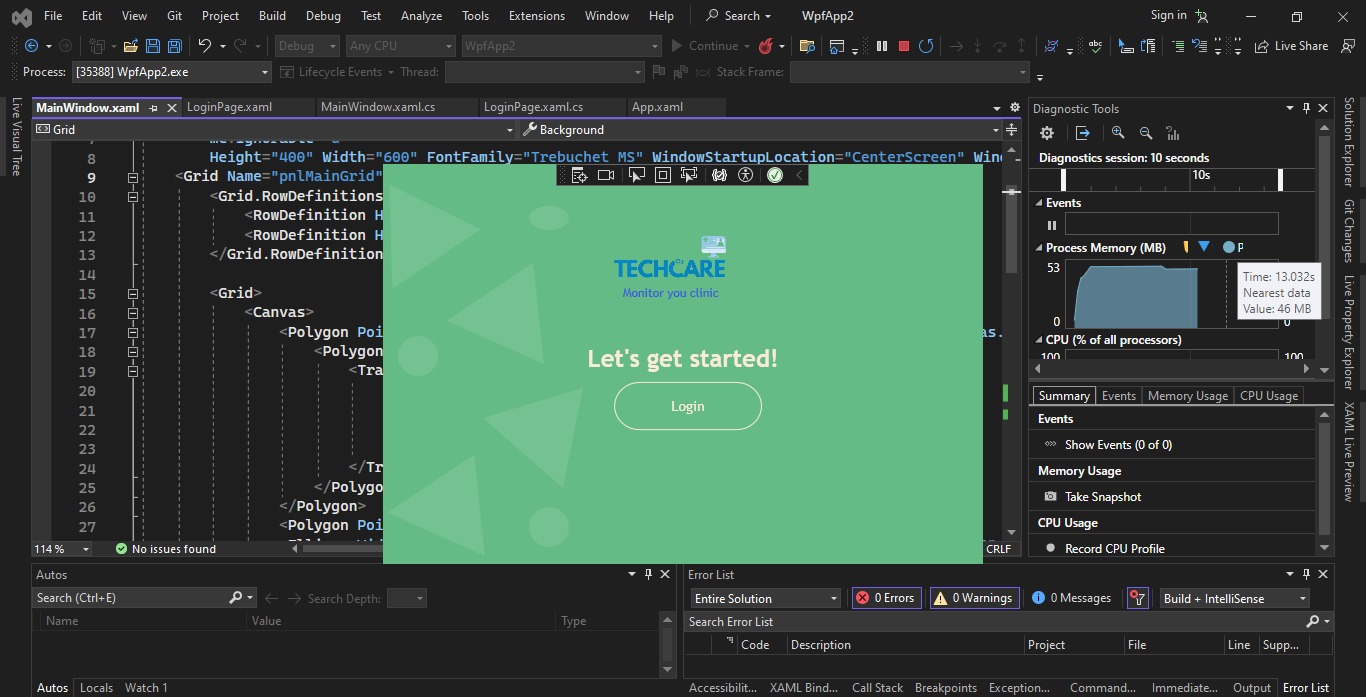 File Edit View Git Project Build Debug Test Analyze Tools Extensions Window Help Search WpfApp2 Sign in
Debug Any CPU WpfApp2 Continue Live Share
Process: [35388] WpfApp2.exe Lifecycle Events Thread: Stack Frame:
Live Visual Tree
MainWindow.xaml LoginPage.xaml MainWindow.xaml.cs LoginPage.xaml.cs App.xaml
Grid Background
8 Height="400" Width="600" FontFamily="Trebuchet MS" WindowStartupLocation="CenterScreen" Win
9 <Grid Name="pnlMainGrid"
10 <Grid.RowDefinitions
11 <RowDefinition H
12 <RowDefinition H
13 </Grid.RowDefinition
14
15 <Grid>
16 <Canvas>
17 <Polygon Poi as.
18 <Polygon
19 <Tra
20
21
22
23
24 </Tr
25 </Polygo
26 </Polygon>
27 <Polygon Poi
TECHCARE
Monitor you clinic
Let's get started!
Login
114 % No issues found CRLF
Diagnostic Tools
Diagnostics session: 10 seconds
10s
Events
Process Memory (MB) P
53
0 0
Time: 13.032s
Nearest data
Value: 46 MB
CPU (% of all processors)
100 100
Summary Events Memory Usage CPU Usage
Events
Show Events (0 of 0)
Memory Usage
Take Snapshot
CPU Usage
Record CPU Profile
Solution Explorer
Git Changes
Live Property Explorer
XAML Live Preview
Autos
Search (Ctrl+E) Search Depth:
Name Value Type
Autos Locals Watch 1
Error List
Entire Solution 0 Errors 0 Warnings 0 Messages Build + IntelliSense
Search Error List
Code Description Project File Line Supp...
Accessibilit... XAML Bind... Call Stack Breakpoints Exception... Command... Immediate... Output Error List